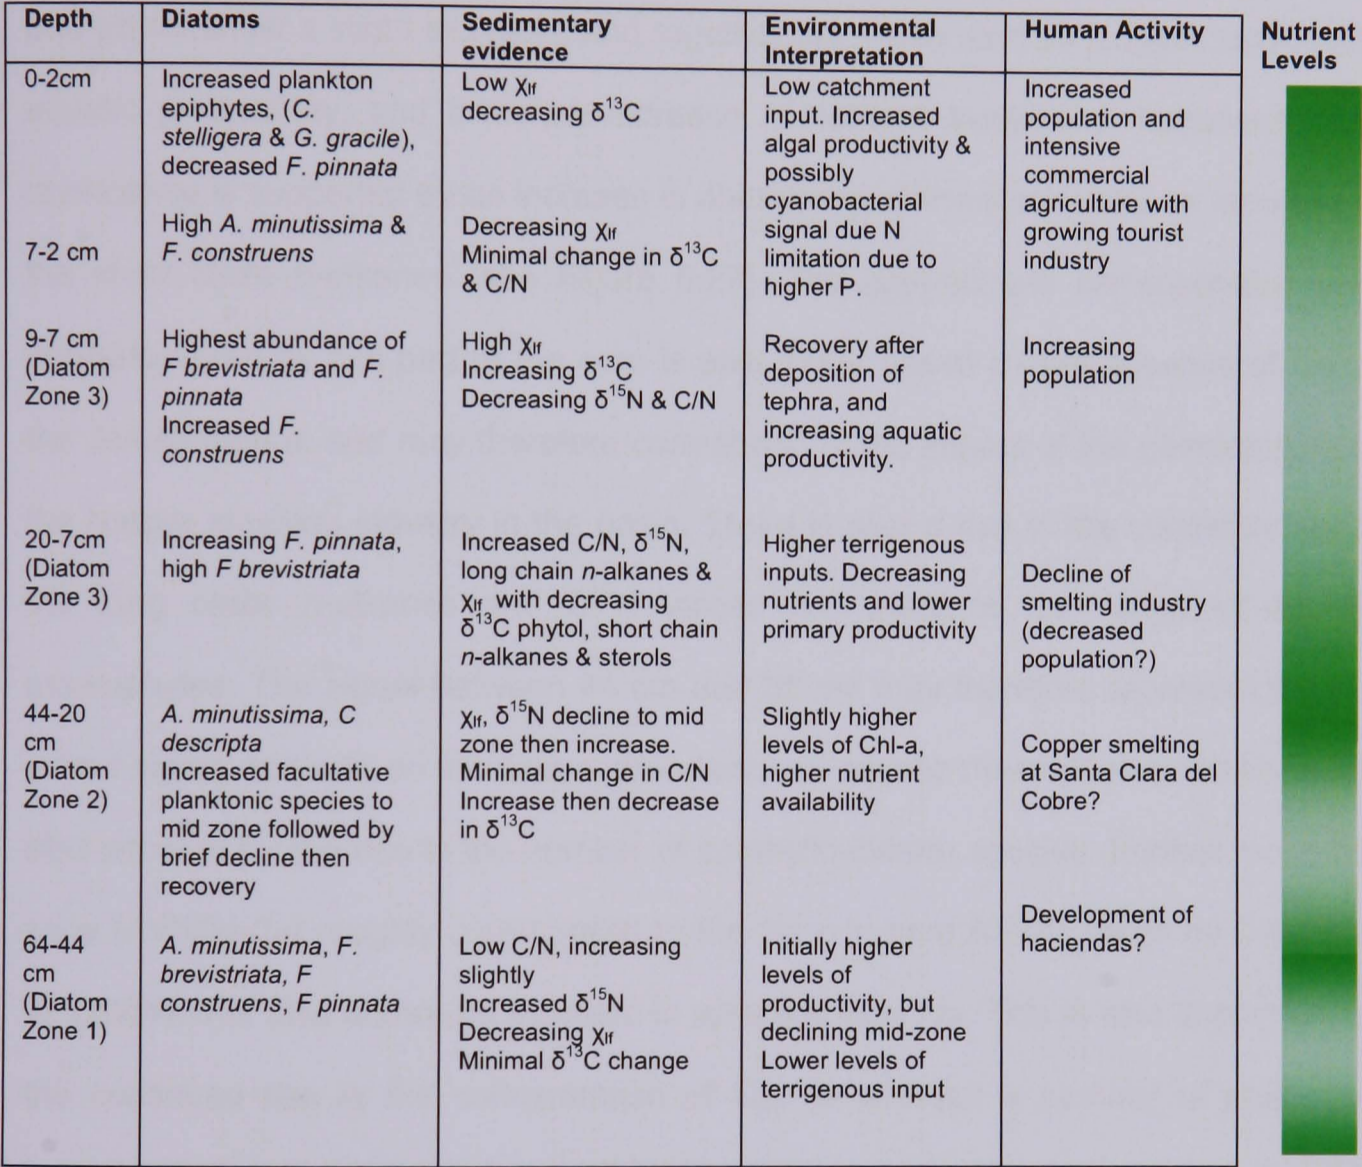 Depth
Diatoms
Sedimentary
evidence
Environmental
Interpretation
Human Activity
Nutrient
Levels
0-2cm
Increased plankton
epiphytes, (C.
stelligera & G. gracile),
decreased F. pinnata
Low χlf
decreasing δ¹³C
Low catchment
input. Increased
algal productivity &
possibly
cyanobacterial
signal due N
limitation due to
higher P.
Increased
population and
intensive
commercial
agriculture with
growing tourist
industry
7-2 cm
High A. minutissima &
F. construens
Decreasing χlf
Minimal change in δ¹³C
& C/N
9-7 cm
(Diatom
Zone 3)
Highest abundance of
F brevistriata and F.
pinnata
Increased F.
construens
High χlf
Increasing δ¹³C
Decreasing δ¹⁵N & C/N
Recovery after
deposition of
tephra, and
increasing aquatic
productivity.
Increasing
population
20-7cm
(Diatom
Zone 3)
Increasing F. pinnata,
high F brevistriata
Increased C/N, δ¹⁵N,
long chain n-alkanes &
χlf with decreasing
δ¹³C phytol, short chain
n-alkanes & sterols
Higher terrigenous
inputs. Decreasing
nutrients and lower
primary productivity
Decline of
smelting industry
(decreased
population?)
44-20
cm
(Diatom
Zone 2)
A. minutissima, C
descripta
Increased facultative
planktonic species to
mid zone followed by
brief decline then
recovery
χlf, δ¹⁵N decline to mid
zone then increase.
Minimal change in C/N
Increase then decrease
in δ¹³C
Slightly higher
levels of Chl-a,
higher nutrient
availability
Copper smelting
at Santa Clara del
Cobre?
64-44
cm
(Diatom
Zone 1)
A. minutissima, F.
brevistriata, F
construens, F pinnata
Low C/N, increasing
slightly
Increased δ¹⁵N
Decreasing χlf
Minimal δ¹³C change
Initially higher
levels of
productivity, but
declining mid-zone
Lower levels of
terrigenous input
Development of
haciendas?